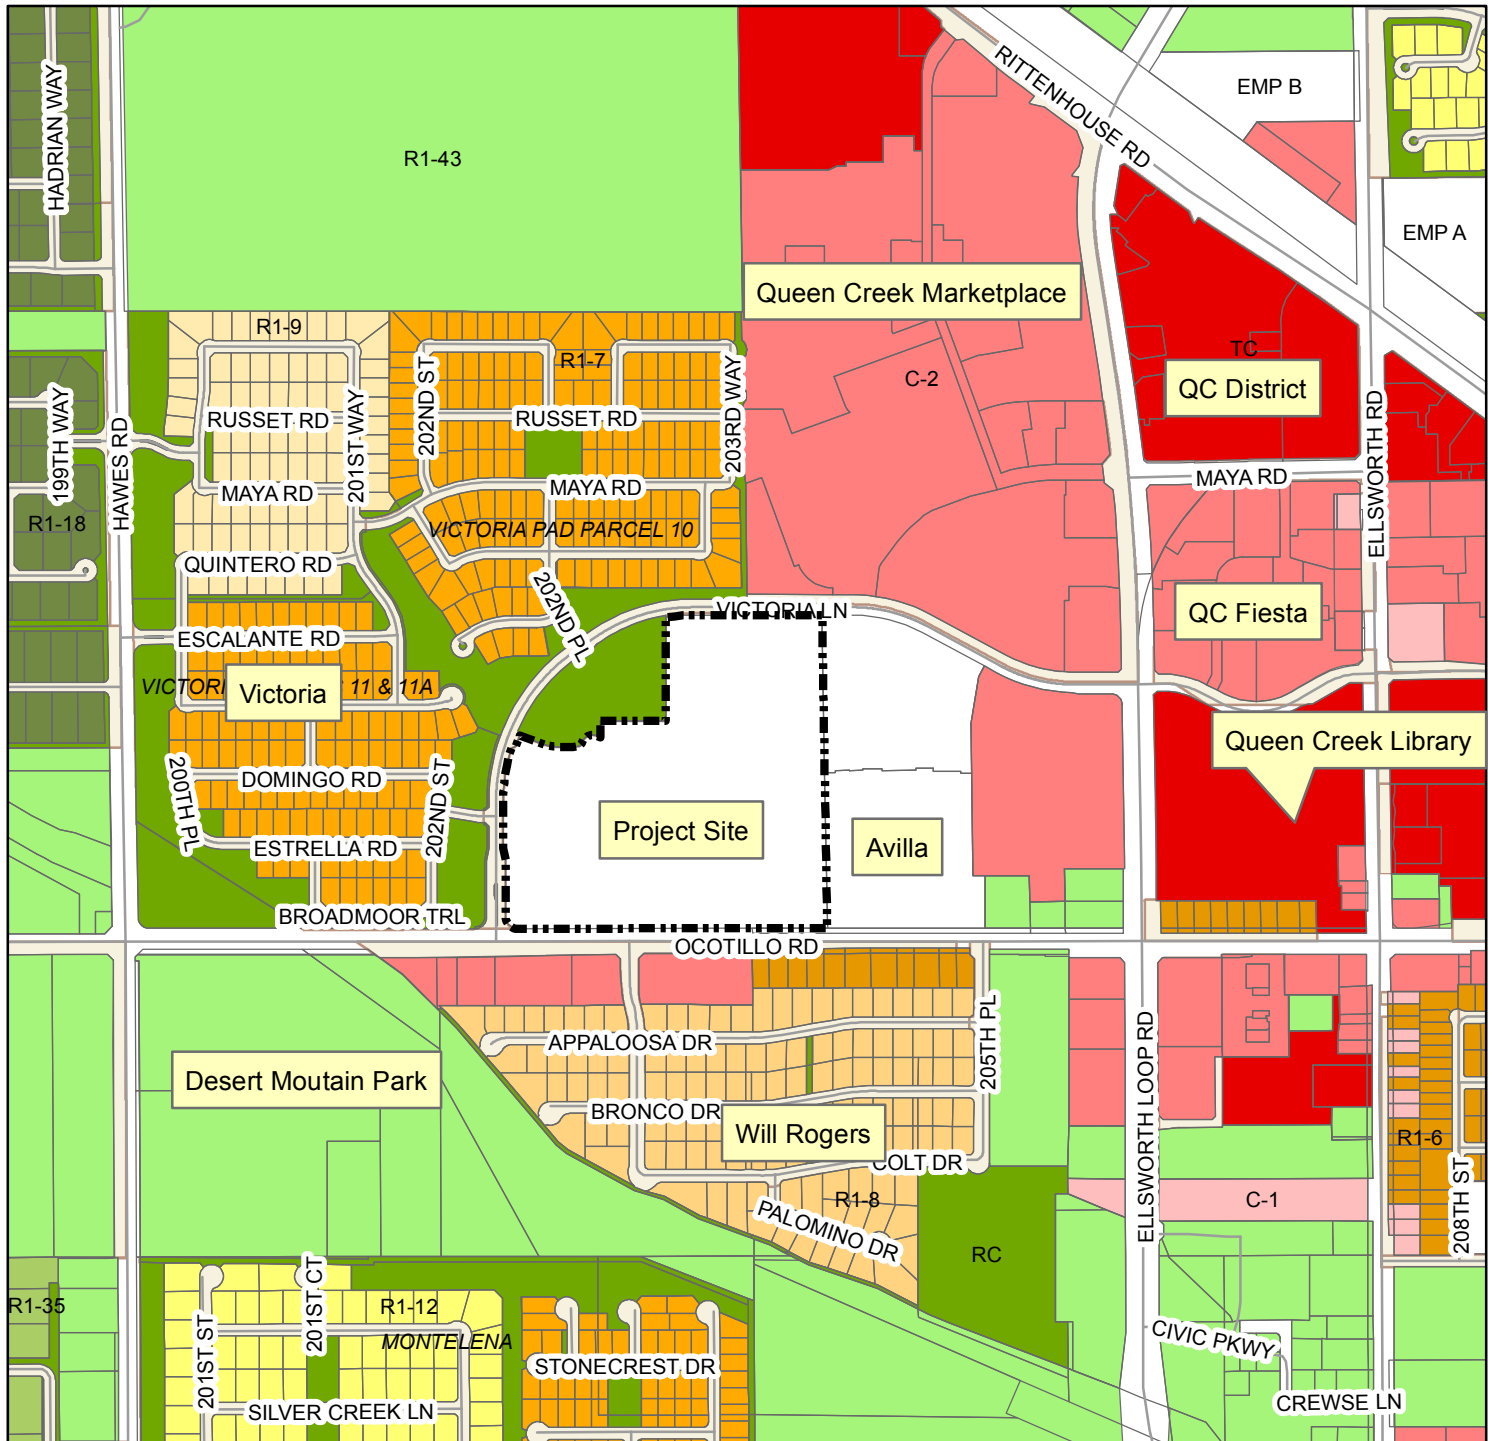 HADRIAN WAY
R1-43
RITTENHOUSE RD
EMP B
EMP A
Queen Creek Marketplace
R1-9
R1-7
TC
QC District
C-2
202ND ST
203RD WAY
201ST WAY
RUSSET RD
RUSSET RD
199TH WAY
HAWES RD
ELLSWORTH RD
MAYA RD
MAYA RD
MAYA RD
R1-18
VICTORIA PAD PARCEL 10
QUINTERO RD
202ND PL
VICTORIA LN
QC Fiesta
ESCALANTE RD
VICTORI
Victoria
11 & 11A
Queen Creek Library
200TH PL
DOMINGO RD
202ND ST
Project Site
Avilla
ESTRELLA RD
BROADMOOR TRL
OCOTILLO RD
205TH PL
ELLSWORTH LOOP RD
APPALOOSA DR
Desert Moutain Park
BRONCO DR
Will Rogers
R1-6
COLT DR
R1-8
C-1
208TH ST
PALOMINO DR
RC
R1-35
201ST ST
201ST CT
R1-12
MONTELENA
CIVIC PKWY
STONECREST DR
CREWSE LN
SILVER CREEK LN